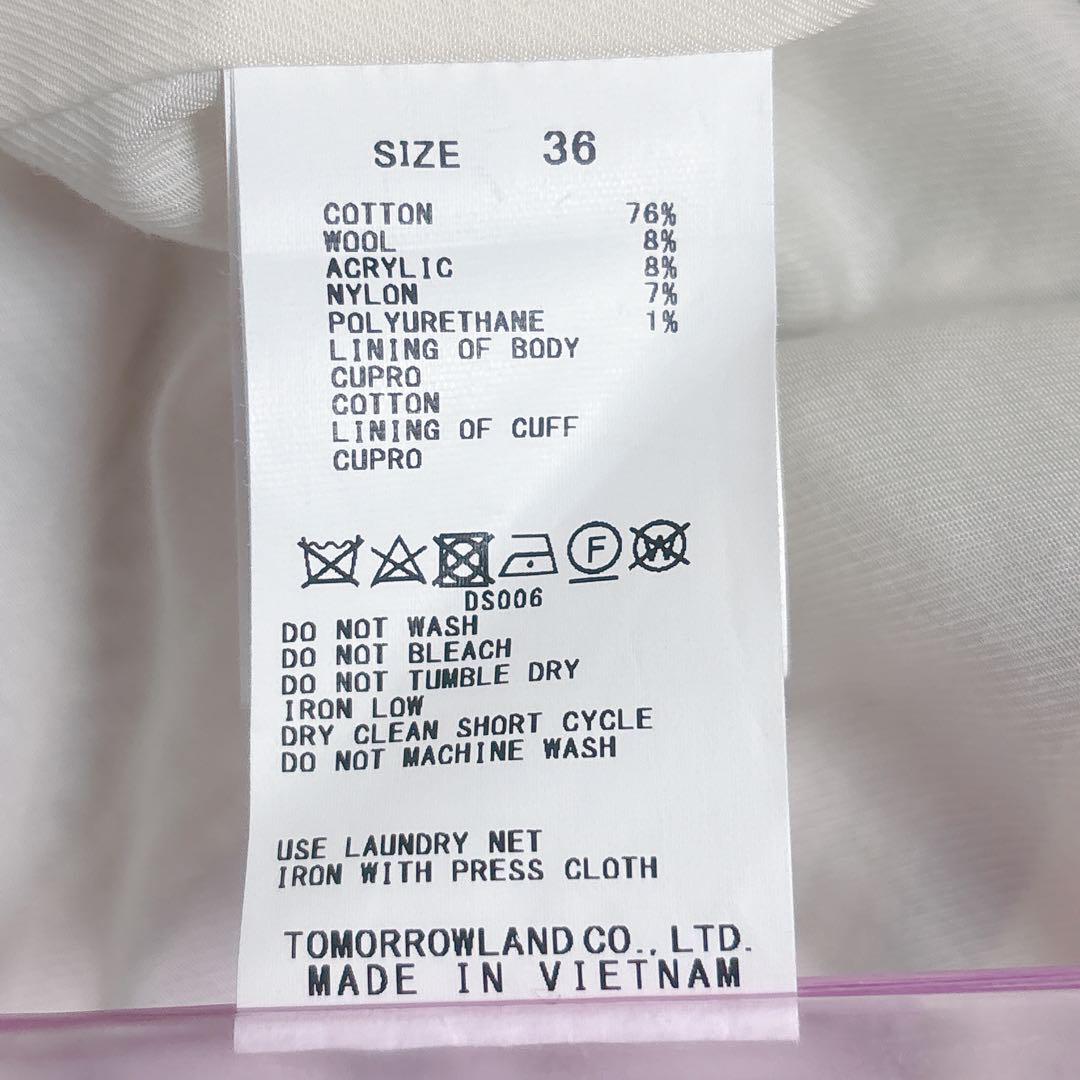 SIZE 36
COTTON 76%
WOOL 8%
ACRYLIC 8%
NYLON 7%
POLYURETHANE 1%
LINING OF BODY
CUPRO
COTTON
LINING OF CUFF
CUPRO
F W
DS006
DO NOT WASH
DO NOT BLEACH
DO NOT TUMBLE DRY
IRON LOW
DRY CLEAN SHORT CYCLE
DO NOT MACHINE WASH
USE LAUNDRY NET
IRON WITH PRESS CLOTH
TOMORROWLAND CO., LTD.
MADE IN VIETNAM